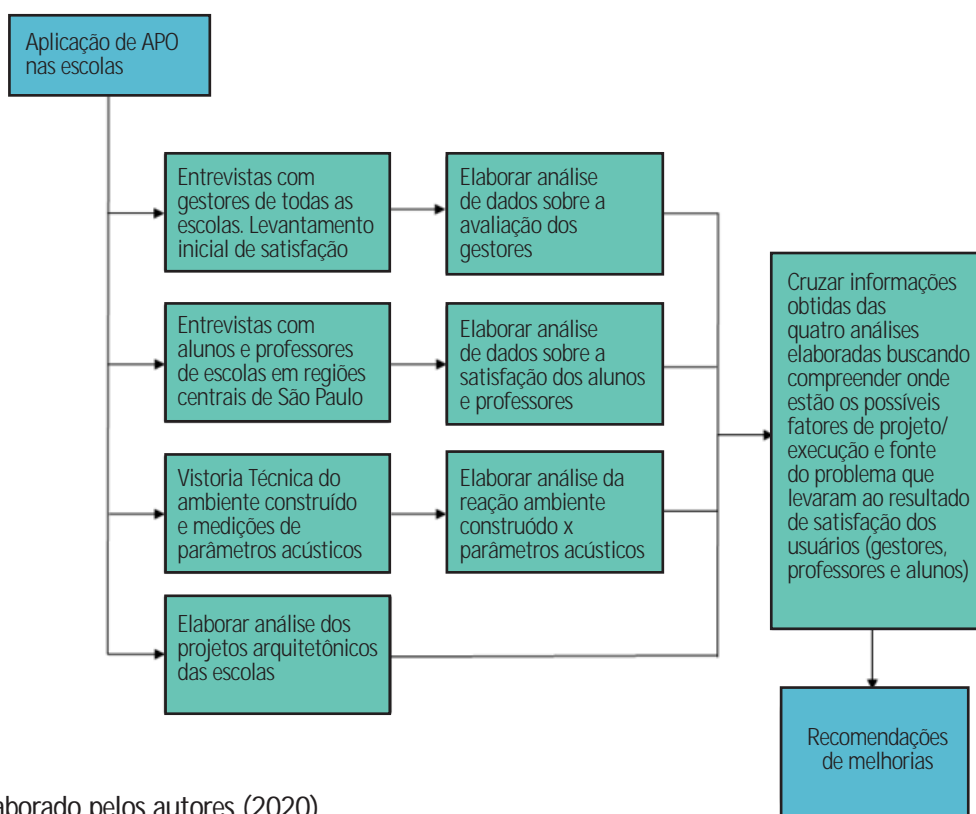 Aplicação de APO
nas escolas
Entrevistas com
gestores de todas as
escolas. Levantamento
inicial de satisfação
Elaborar análise
de dados sobre a
avaliação dos
gestores
Entrevistas com
alunos e professores
de escolas em regiões
centrais de São Paulo
Elaborar análise
de dados sobre a
satisfação dos alunos
e professores
Vistoria Técnica do
ambiente construído
e medições de
parâmetros acústicos
Elaborar análise da
reação ambiente
construódo x
parâmetros acústicos
Elaborar análise dos
projetos arquitetônicos
das escolas
Cruzar informações
obtidas das
quatro análises
elaboradas buscando
compreender onde
estão os possíveis
fatores de projeto/
execução e fonte
do problema que
levaram ao resultado
de satisfação dos
usuários (gestores,
professores e alunos)
Recomendações
de melhorias
aborado pelos autores (2020)